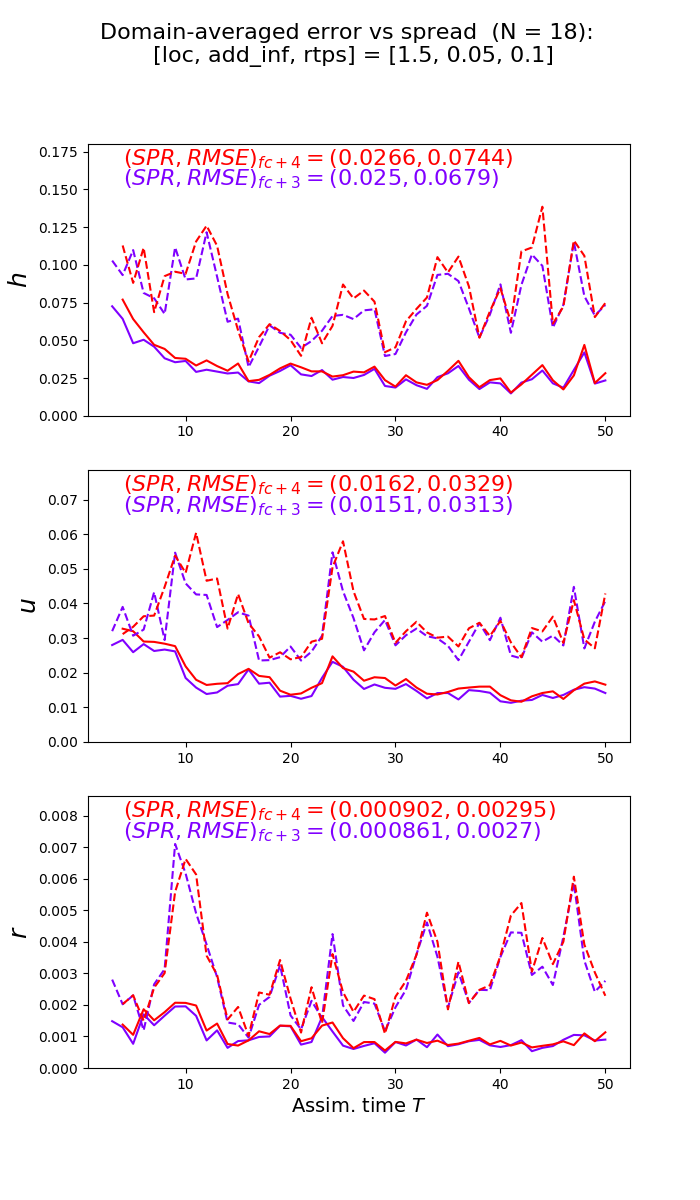 Domain-averaged error vs spread (N = 18):
[loc, add_inf, rtps] = [1.5, 0.05, 0.1]
(SPR, RMSE)fc+4 = (0.0266, 0.0744)
(SPR, RMSE)fc+3 = (0.025, 0.0679)
0.175
0.150
0.125
0.100
0.075
0.050
0.025
0.000
h
10 20 30 40 50
(SPR, RMSE)fc+4 = (0.0162, 0.0329)
(SPR, RMSE)fc+3 = (0.0151, 0.0313)
0.07
0.06
0.05
0.04
0.03
0.02
0.01
0.00
u
10 20 30 40 50
(SPR, RMSE)fc+4 = (0.000902, 0.00295)
(SPR, RMSE)fc+3 = (0.000861, 0.0027)
0.008
0.007
0.006
0.005
0.004
0.003
0.002
0.001
0.000
r
10 20 30 40 50
Assim. time T